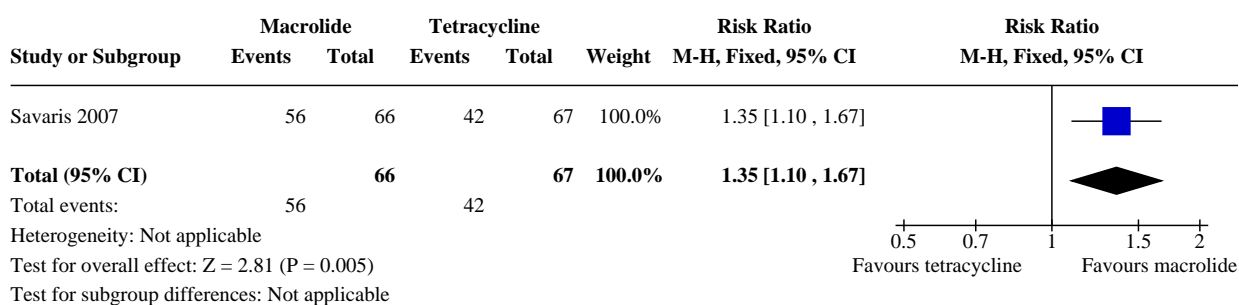 Macrolide Tetracycline Risk Ratio Risk Ratio
Study or Subgroup Events Total Events Total Weight M-H, Fixed, 95% CI M-H, Fixed, 95% CI
Savaris 2007 56 66 42 67 100.0% 1.35 [1.10 , 1.67]
Total (95% CI) 66 67 100.0% 1.35 [1.10 , 1.67]
Total events: 56 42
Heterogeneity: Not applicable
0.5 0.7 1 1.5 2
Test for overall effect: Z = 2.81 (P = 0.005) Favours tetracycline Favours macrolide
Test for subgroup differences: Not applicable